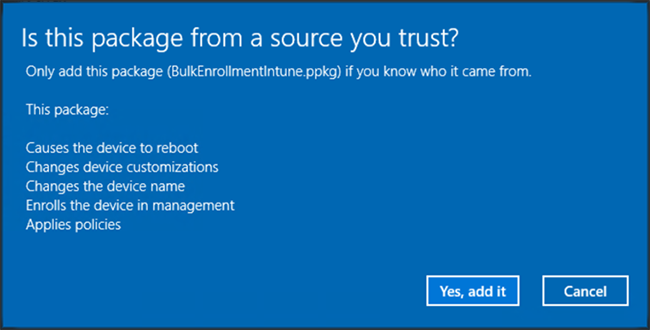 Is this package from a source you trust?
Only add this package (BulkEnrollmentIntune.ppkg) if you know who it came from.
This package:
Causes the device to reboot
Changes device customizations
Changes the device name
Enrolls the device in management
Applies policies
Yes, add it
Cancel